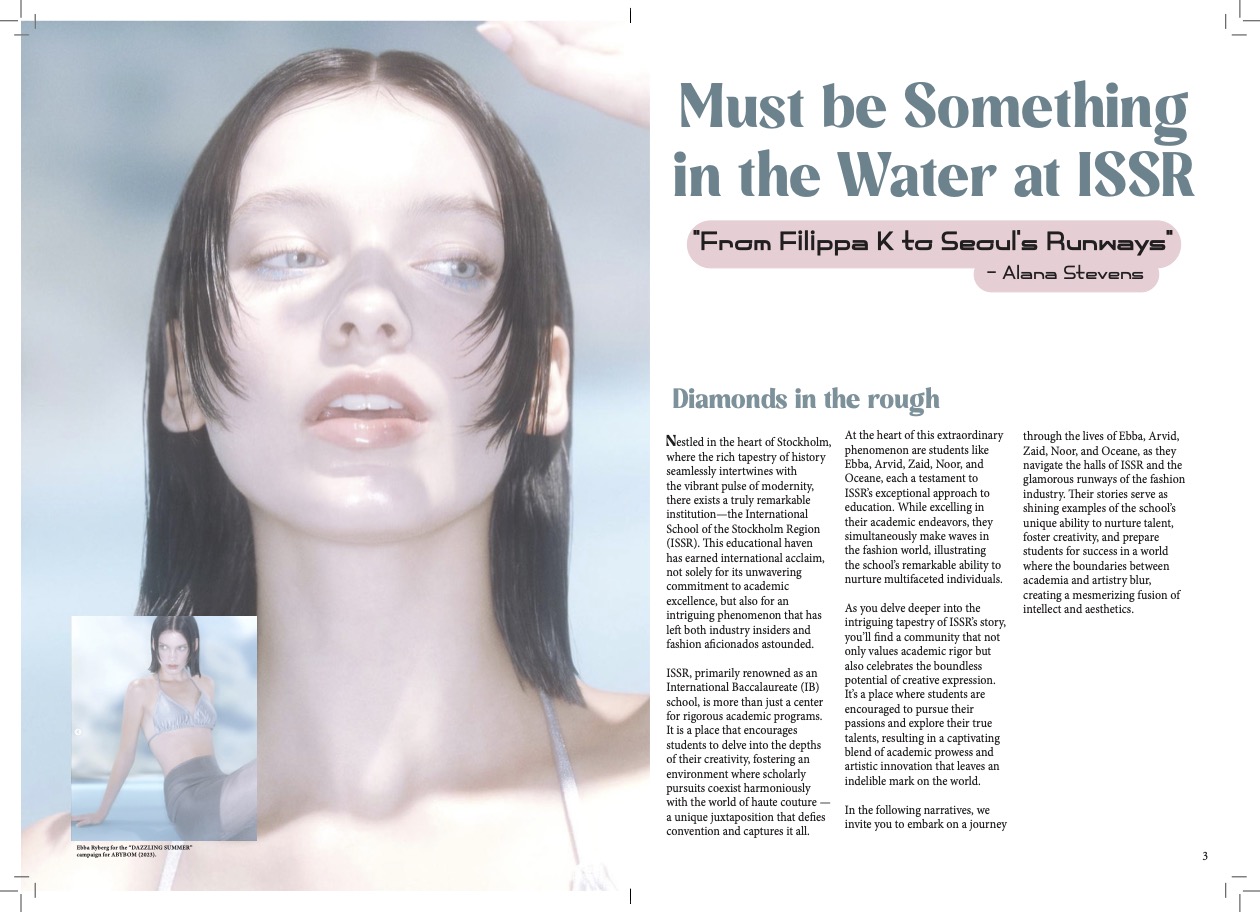 Must be Something
in the Water at ISSR
"From Filippa K to Seoul's Runways"
- Alana Stevens
Diamonds in the rough
Nestled in the heart of Stockholm,
where the rich tapestry of history
seamlessly intertwines with
the vibrant pulse of modernity,
there exists a truly remarkable
institution—the International
School of the Stockholm Region
(ISSR). This educational haven
has earned international acclaim,
not solely for its unwavering
commitment to academic
excellence, but also for an
intriguing phenomenon that has
left both industry insiders and
fashion aficionados astounded.
ISSR, primarily renowned as an
International Baccalaureate (IB)
school, is more than just a center
for rigorous academic programs.
It is a place that encourages
students to delve into the depths
of their creativity, fostering an
environment where scholarly
pursuits coexist harmoniously
with the world of haute couture —
a unique juxtaposition that defies
convention and captures it all.
At the heart of this extraordinary
phenomenon are students like
Ebba, Arvid, Zaid, Noor, and
Oceane, each a testament to
ISSR's exceptional approach to
education. While excelling in
their academic endeavors, they
simultaneously make waves in
the fashion world, illustrating
the school's remarkable ability to
nurture multifaceted individuals.
As you delve deeper into the
intriguing tapestry of ISSR's story,
you'll find a community that not
only values academic rigor but
also celebrates the boundless
potential of creative expression.
It's a place where students are
encouraged to pursue their
passions and explore their true
talents, resulting in a captivating
blend of academic prowess and
artistic innovation that leaves an
indelible mark on the world.
In the following narratives, we
invite you to embark on a journey
through the lives of Ebba, Arvid,
Zaid, Noor, and Oceane, as they
navigate the halls of ISSR and the
glamorous runways of the fashion
industry. Their stories serve as
shining examples of the school's
unique ability to nurture talent,
foster creativity, and prepare
students for success in a world
where the boundaries between
academia and artistry blur,
creating a mesmerizing fusion of
intellect and aesthetics.
Ebba Ryberg for the "DAZZLING SUMMER"
campaign for ABYBOM (2023).
3